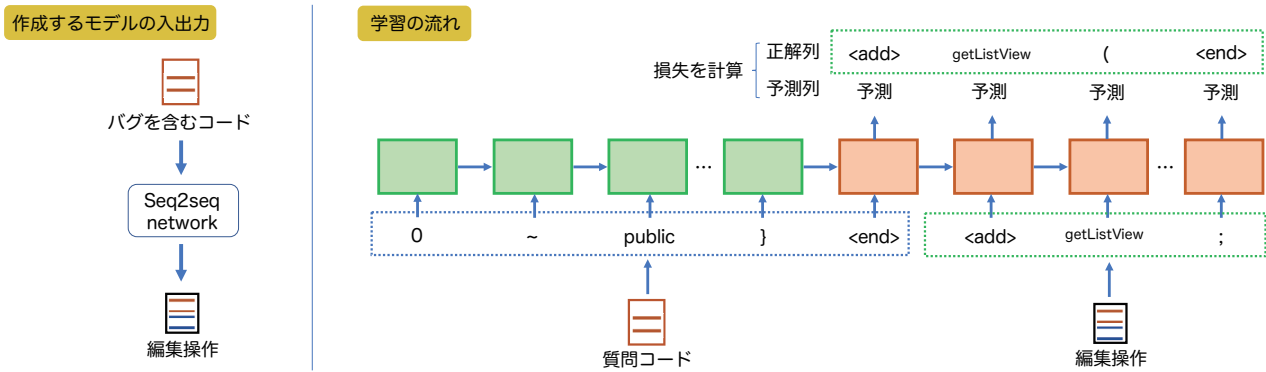 作成するモデルの入出力
バグを含むコード
Seq2seq
network
編集操作
学習の流れ
損失を計算
正解列
<add> getListView ( <end>
予測列
予測 予測 予測 予測
... ...
0 ~ public } <end> <add> getListView ;
質問コード
編集操作